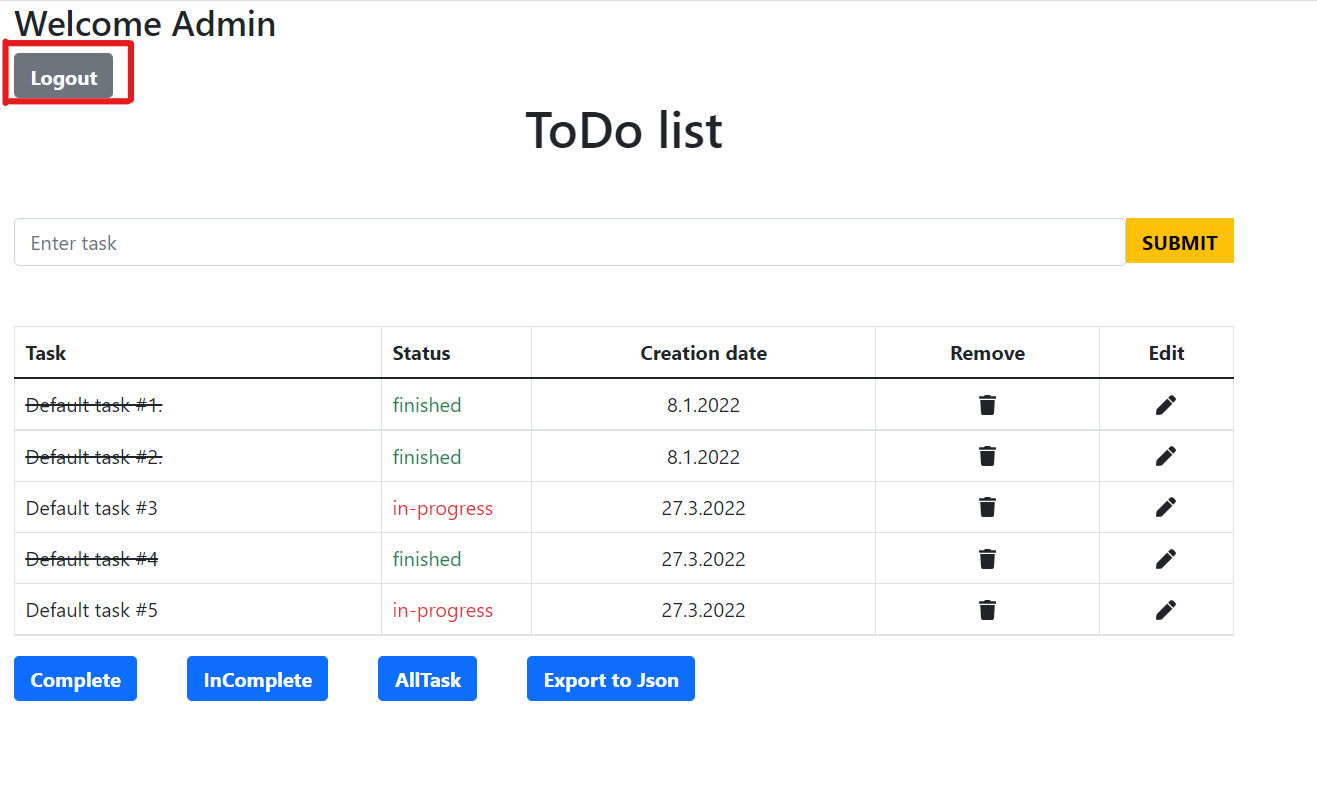 Welcome Admin
Logout
ToDo list
Enter task SUBMIT
Task Status Creation date Remove Edit
Default task #1. finished 8.1.2022
Default task #2. finished 8.1.2022
Default task #3 in-progress 27.3.2022
Default task #4 finished 27.3.2022
Default task #5 in-progress 27.3.2022
Complete InComplete AllTask Export to Json